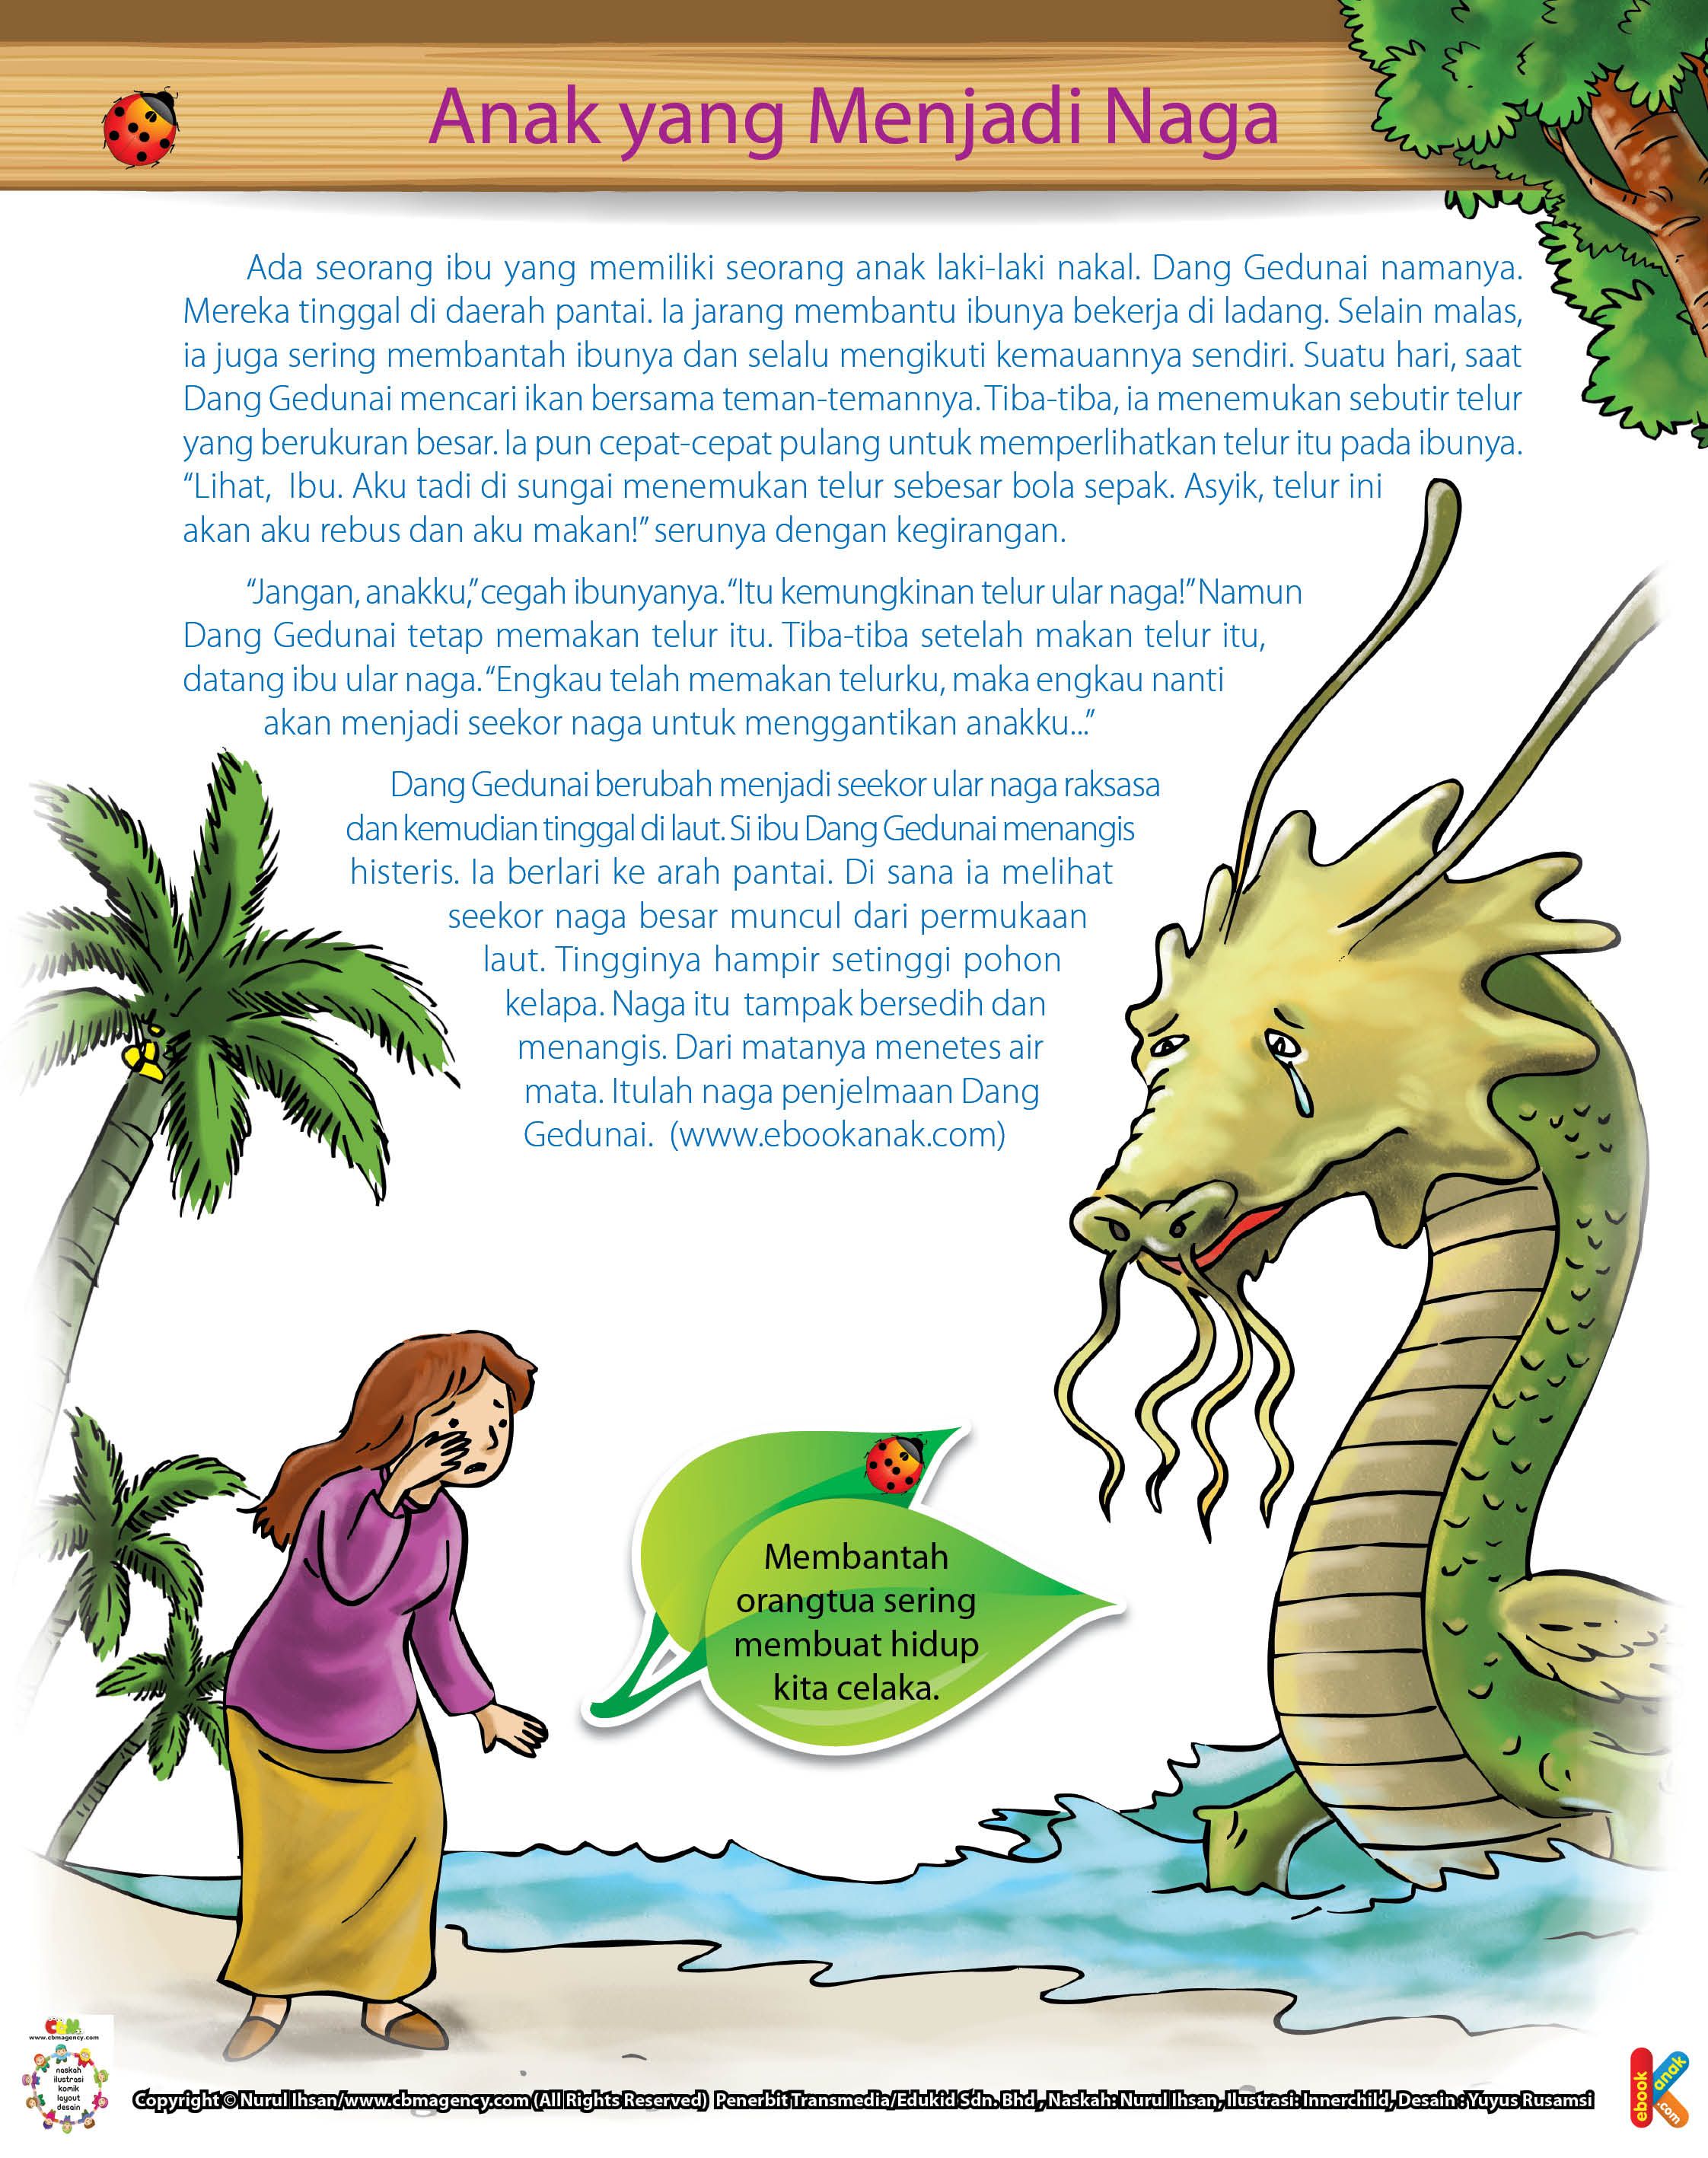 Anak yang Menjadi Naga
Ada seorang ibu yang memiliki seorang anak laki-laki nakal. Dang Gedunai namanya.
Mereka tinggal di daerah pantai. Ia jarang membantu ibunya bekerja di ladang. Selain malas,
ia juga sering membantah ibunya dan selalu mengikuti kemauannya sendiri. Suatu hari, saat
Dang Gedunai mencari ikan bersama teman-temannya. Tiba-tiba, ia menemukan sebutir telur
yang berukuran besar. Ia pun cepat-cepat pulang untuk memperlihatkan telur itu pada ibunya.
“Lihat, Ibu. Aku tadi di sungai menemukan telur sebesar bola sepak. Asyik, telur ini
akan aku rebus dan aku makan!” serunya dengan kegirangan.
“Jangan, anakku,” cegah ibunyanya. “Itu kemungkinan telur ular naga!” Namun
Dang Gedunai tetap memakan telur itu. Tiba-tiba setelah makan telur itu,
datang ibu ular naga. “Engkau telah memakan telurku, maka engkau nanti
akan menjadi seekor naga untuk menggantikan anakku...”
Dang Gedunai berubah menjadi seekor ular naga raksasa
dan kemudian tinggal di laut. Si ibu Dang Gedunai menangis
histeris. Ia berlari ke arah pantai. Di sana ia melihat
seekor naga besar muncul dari permukaan
laut. Tingginya hampir setinggi pohon
kelapa. Naga itu tampak bersedih dan
menangis. Dari matanya menetes air
mata. Itulah naga penjelmaan Dang
Gedunai. (www.ebookanak.com)
Membantah
orangtua sering
membuat hidup
kita celaka.
CBM
www.cbmagency.com
naskah
ilustrasi
komik
layout
desain
Copyright © Nurul Ihsan/www.cbmagency.com (All Rights Reserved) Penerbit Transmedia/Edukid Sdn. Bhd , Naskah: Nurul Ihsan, Ilustrasi: Innerchild, Desain : Yuyus Rusamsi
ebook
anak
.com